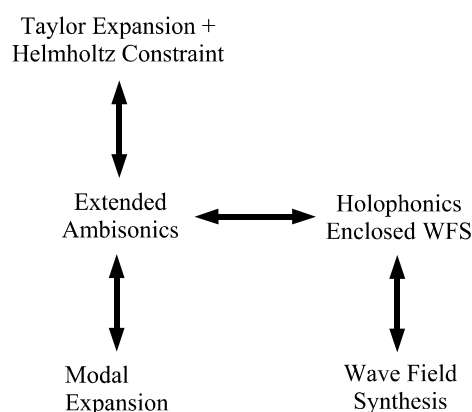 Taylor Expansion +
Helmholtz Constraint
Extended
Ambisonics
Holophonics
Enclosed WFS
Modal
Expansion
Wave Field
Synthesis